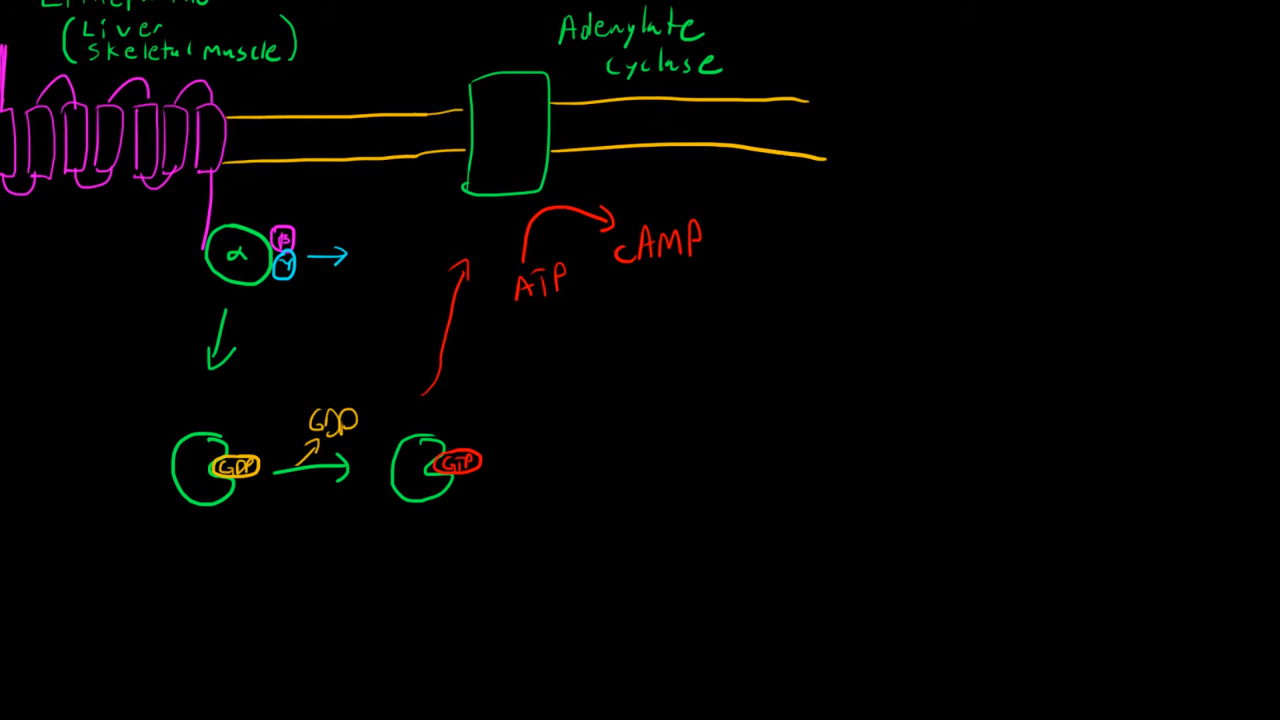 (Liver
Skeletal Muscle)
Adenylate
cyclase
α
β
γ
ATP
cAMP
GDP
GDP
GTP